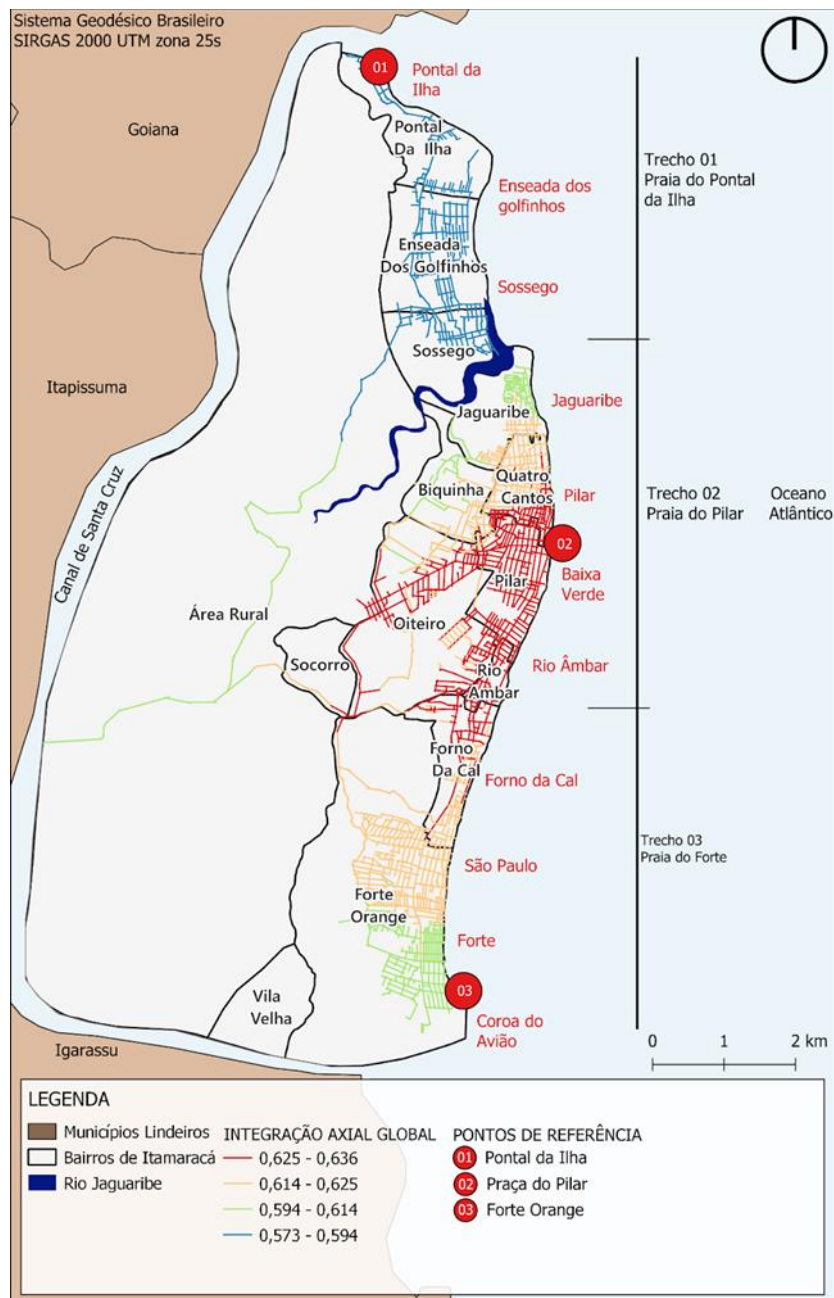 Sistema Geodésico Brasileiro
SIRGAS 2000 UTM zona 25s
01
Pontal da
Ilha
Goiana
Pontal
Da Ilha
Trecho 01
Praia do Pontal
da Ilha
Enseada dos
golfinhos
Enseada
Dos Golfinhos
Sossego
Sossego
Itapissuma
Jaguaribe
Jaguaribe
Quatro
Cantos
Biquinha
Pilar
Trecho 02
Praia do Pilar
Oceano
Atlântico
Canal de Santa Cruz
02
Baixa
Verde
Pilar
Área Rural
Oiteiro
Socorro
Rio
Ambar
Rio Âmbar
Forno
Da Cal
Forno da Cal
Trecho 03
Praia do Forte
São Paulo
Forte
Orange
Forte
03
Vila
Velha
Coroa do
Avião
Igarassu
0 1 2 km
LEGENDA
Municípios Lindeiros
Bairros de Itamaracá
Rio Jaguaribe
INTEGRAÇÃO AXIAL GLOBAL
0,625 - 0,636
0,614 - 0,625
0,594 - 0,614
0,573 - 0,594
PONTOS DE REFERÊNCIA
01 Pontal da Ilha
02 Praça do Pilar
03 Forte Orange